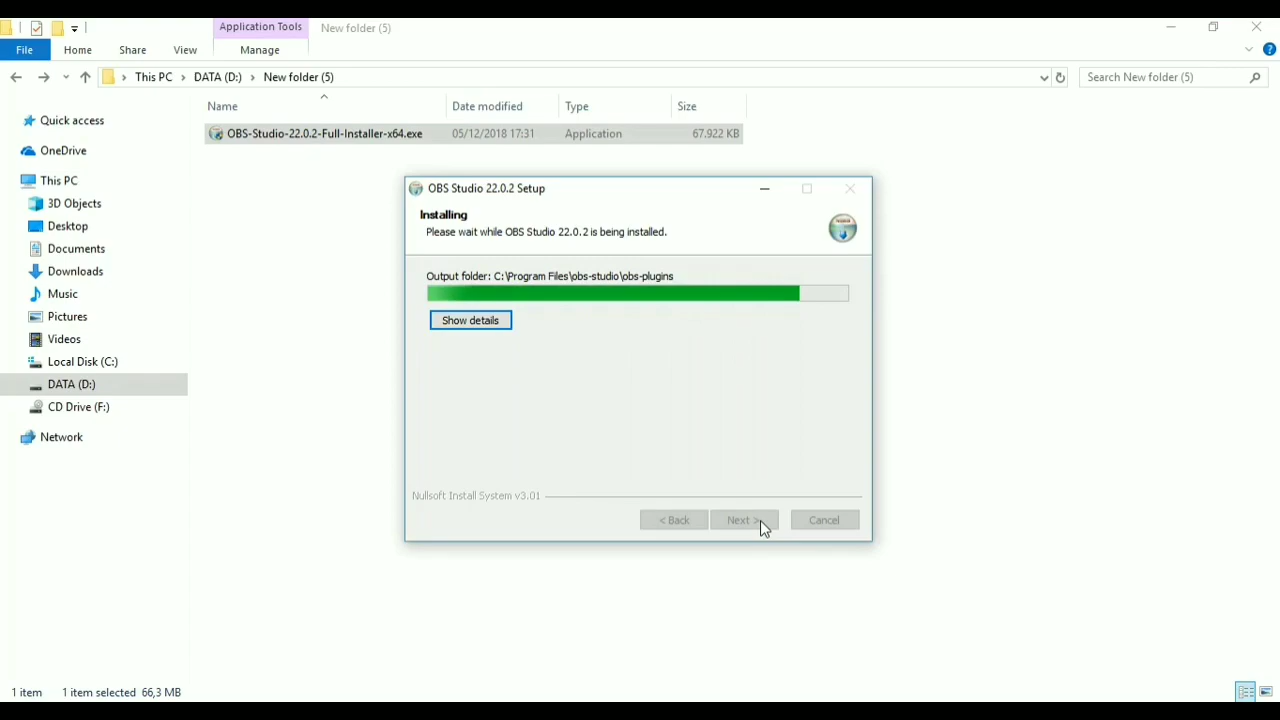 Application Tools
New folder (5)
File
Home
Share
View
Manage
This PC
DATA (D:)
New folder (5)
Search New folder (5)
Name
Date modified
Type
Size
Quick access
OBS-Studio-22.0.2-Full-Installer-x64.exe
05/12/2018 17:31
Application
67.922 KB
OneDrive
This PC
3D Objects
Desktop
Documents
Downloads
Music
Pictures
Videos
Local Disk (C:)
DATA (D:)
CD Drive (F:)
Network
OBS Studio 22.0.2 Setup
Installing
Please wait while OBS Studio 22.0.2 is being installed.
Output folder: C:\Program Files\obs-studio\obs-plugins
Show details
Nullsoft Install System v3.01
< Back
Next >
Cancel
1 item
1 item selected 66,3 MB